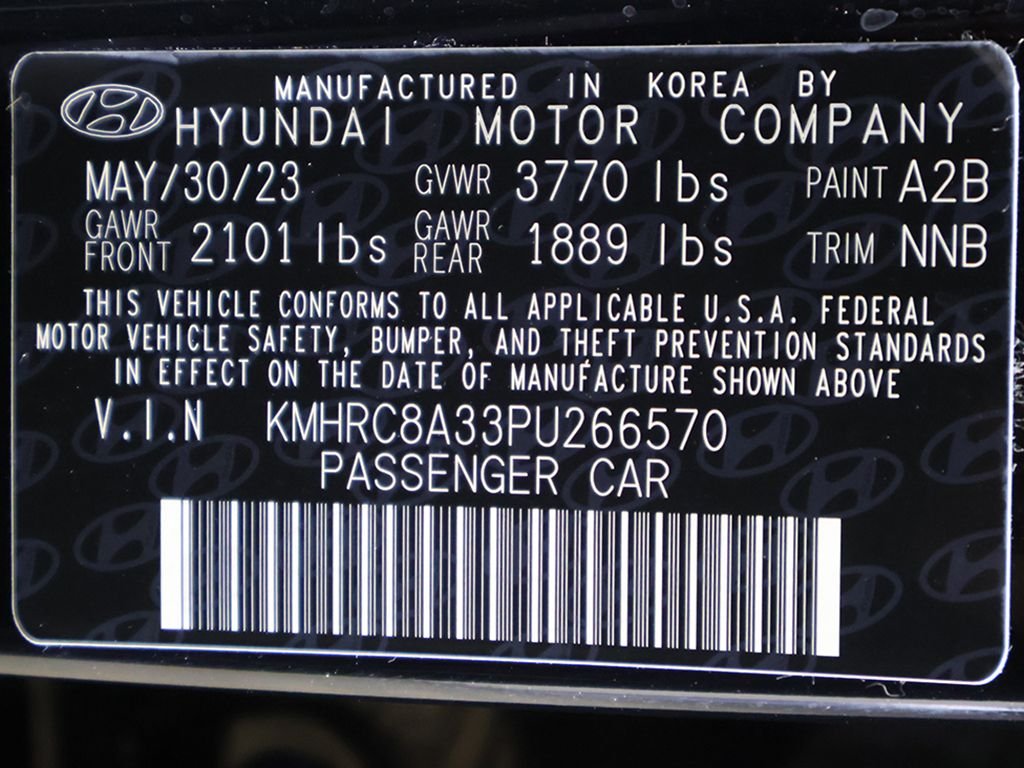 MANUFACTURED IN KOREA BY
HYUNDAI MOTOR COMPANY
MAY/30/23 GVWR 3770 lbs PAINT A2B
GAWR FRONT 2101 lbs GAWR REAR 1889 lbs TRIM NNB
THIS VEHICLE CONFORMS TO ALL APPLICABLE U.S.A. FEDERAL
MOTOR VEHICLE SAFETY, BUMPER, AND THEFT PREVENTION STANDARDS
IN EFFECT ON THE DATE OF MANUFACTURE SHOWN ABOVE
V.I.N KMHRC8A33PU266570
PASSENGER CAR